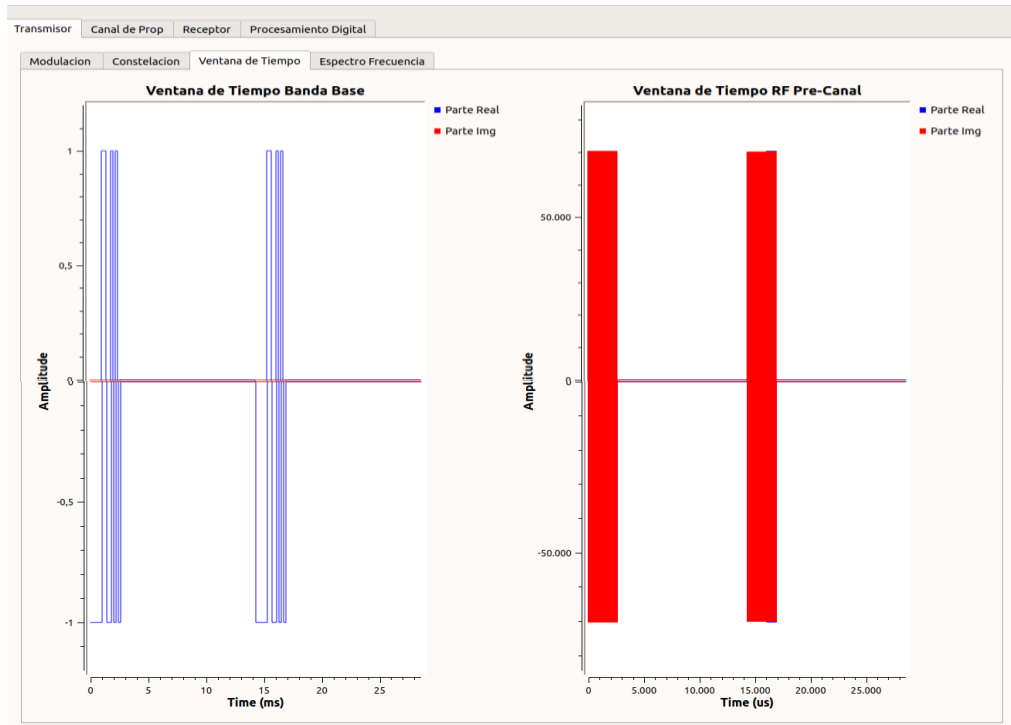 Transmisor Canal de Prop Receptor Procesamiento Digital
Modulacion Constelacion Ventana de Tiempo Espectro Frecuencia
Ventana de Tiempo Banda Base
Parte Real
Parte Img
1
0,5
0
-0,5
-1
Amplitude
0 5 10 15 20 25
Time (ms)
Ventana de Tiempo RF Pre-Canal
Parte Real
Parte Img
50.000
0
-50.000
Amplitude
0 5.000 10.000 15.000 20.000 25.000
Time (us)